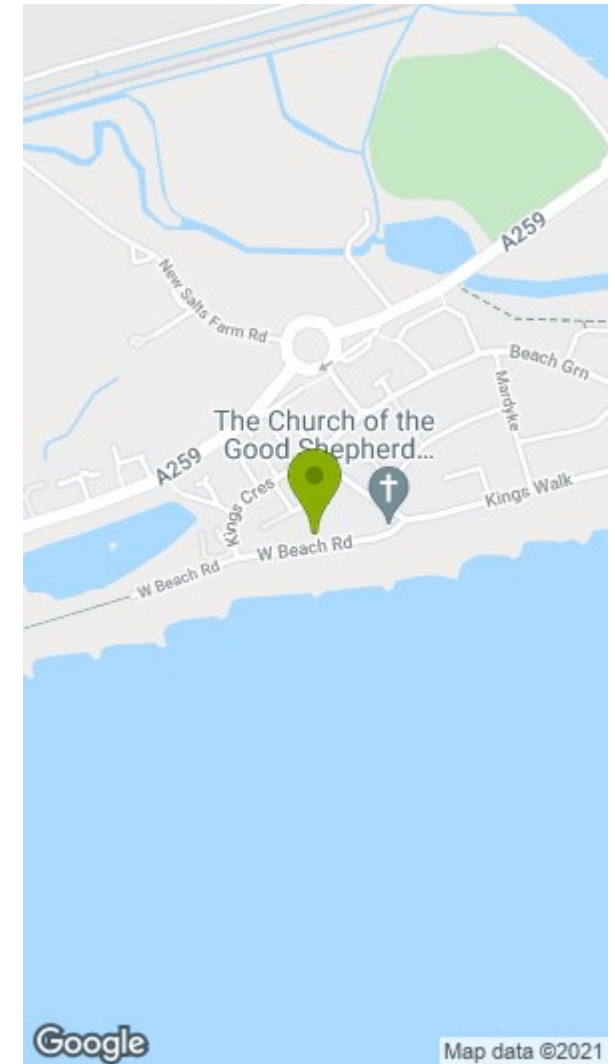 A259
New Salts Farm Rd
Beach Grn
Mardyke
The Church of the
Good Shepherd...
A259
Kings Cres
Kings Walk
W Beach Rd
W Beach Rd
Google
Map data ©2021